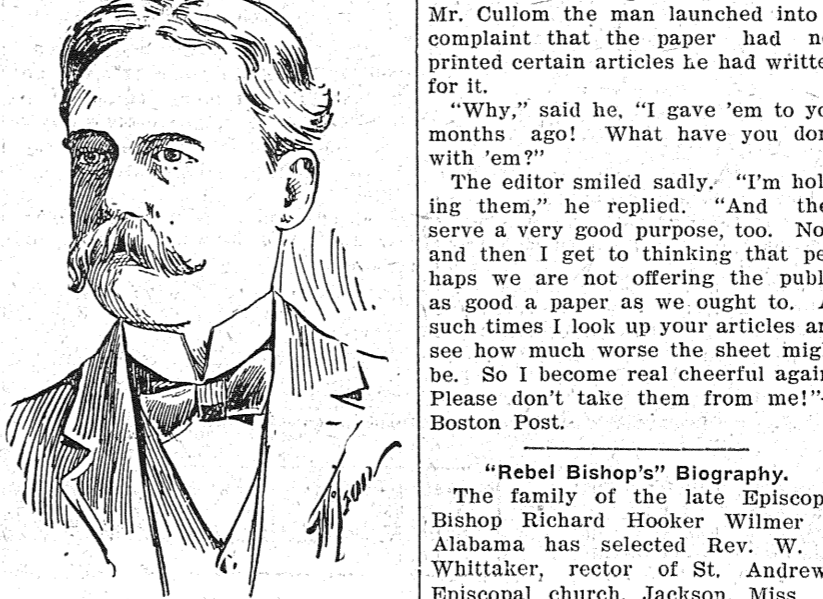 Mr. Cullom the man launched into
complaint that the paper had n
printed certain articles he had writte
for it.
"Why," said he, "I gave 'em to yo
months ago! What have you don
with 'em?"
The editor smiled sadly. "I'm hol
ing them," he replied. "And the
serve a very good purpose, too. No
and then I get to thinking that pe
haps we are not offering the publ
as good a paper as we ought to. A
such times I look up your articles an
see how much worse the sheet migh
be. So I become real cheerful again
Please don't take them from me!"-
Boston Post.
"Rebel Bishop's" Biography.
The family of the late Episcop
Bishop Richard Hooker Wilmer
Alabama has selected Rev. W.
Whittaker, rector of St. Andrew
Episcopal church, Jackson, Miss.